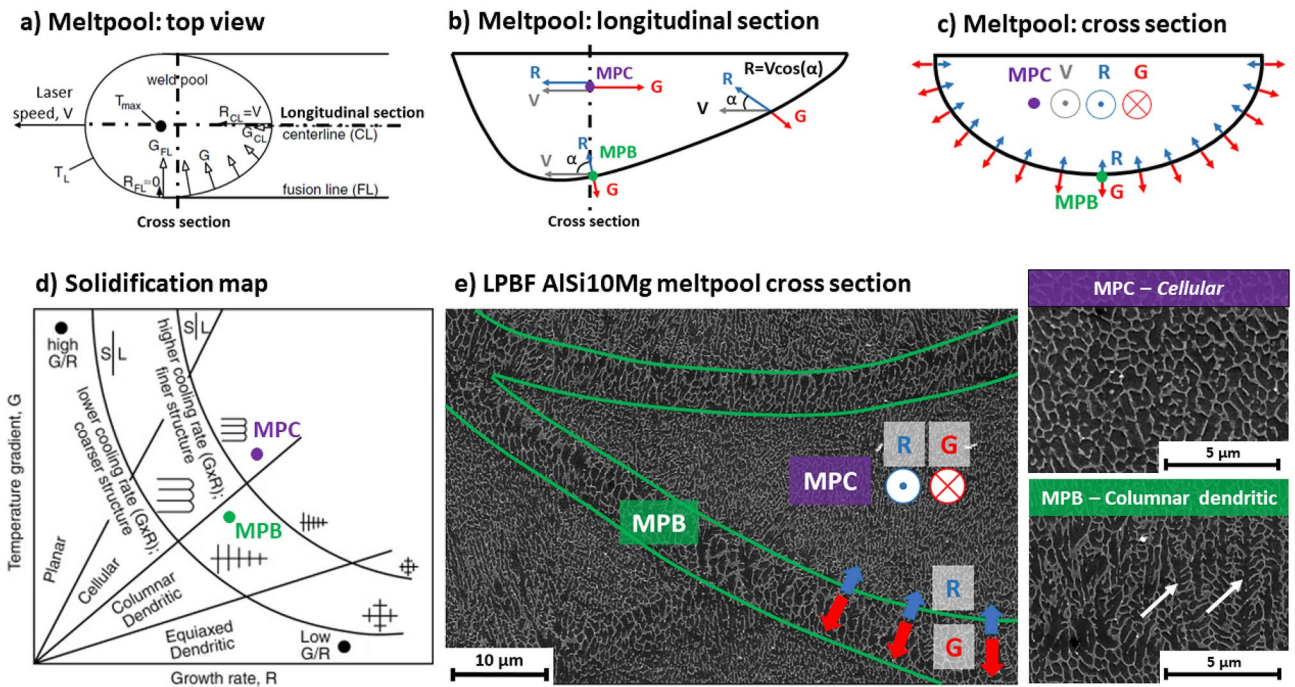 a) Meltpool: top view
Laser
speed, V
weld pool
Tmax
TL
RCL=V
GCL
GFL
G
RFL=0
Longitudinal section
centerline (CL)
fusion line (FL)
Cross section
b) Meltpool: longitudinal section
R=Vcos(α)
R
MPC
V
G
R
α
V
G
R
MPB
α
V
G
Cross section
c) Meltpool: cross section
MPC V R G
R
MPB
G
d) Solidification map
Temperature gradient, G
high
G/R
S|L
S|L
higher cooling rate (GxR);
finer structure
lower cooling rate (GxR);
coarser structure
MPC
MPB
Planar
Cellular
Columnar
Dendritic
Equiaxed
Dendritic
Low
G/R
Growth rate, R
e) LPBF AlSi10Mg meltpool cross section
R G
MPC
MPB
R
G
10 µm
MPC – Cellular
5 µm
MPB – Columnar dendritic
5 µm